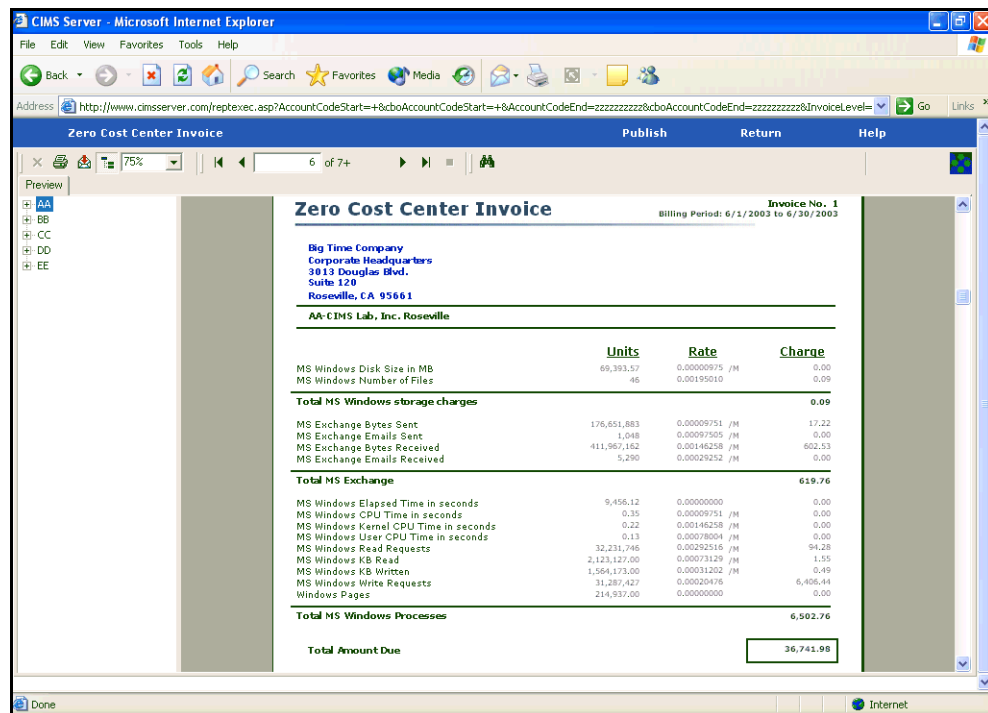 CIMS Server - Microsoft Internet Explorer
File Edit View Favorites Tools Help
Back Search Favorites Media
Address http://www.cimsserver.com/reptexec.asp?AccountCodeStart=+&cboAccountCodeStart=+&AccountCodeEnd=zzzzzzzzzz&cboAccountCodeEnd=zzzzzzzzzz&InvoiceLevel= Go Links
Zero Cost Center Invoice Publish Return Help
75% 6 of 7+
Preview
AA
BB
CC
DD
EE
Zero Cost Center Invoice
Invoice No. 1
Billing Period: 6/1/2003 to 6/30/2003
Big Time Company
Corporate Headquarters
3013 Douglas Blvd.
Suite 120
Roseville, CA 95661
AA-CIMS Lab, Inc. Roseville
Units Rate Charge
MS Windows Disk Size in MB 69,393.57 0.00000975 /M 0.00
MS Windows Number of Files 46 0.00195010 0.09
Total MS Windows storage charges 0.09
MS Exchange Bytes Sent 176,651,883 0.00009751 /M 17.22
MS Exchange Emails Sent 1,048 0.00097505 /M 0.00
MS Exchange Bytes Received 411,967,162 0.00146258 /M 602.53
MS Exchange Emails Received 5,290 0.00029252 /M 0.00
Total MS Exchange 619.76
MS Windows Elapsed Time in seconds 9,456.12 0.00000000 0.00
MS Windows CPU Time in seconds 0.35 0.00009751 /M 0.00
MS Windows Kernel CPU Time in seconds 0.22 0.00146258 /M 0.00
MS Windows User CPU Time in seconds 0.13 0.00078004 /M 0.00
MS Windows Read Requests 32,231,746 0.00292516 /M 94.28
MS Windows KB Read 2,123,127.00 0.00073129 /M 1.55
MS Windows KB Written 1,564,173.00 0.00031202 /M 0.49
MS Windows Write Requests 31,287,427 0.00020476 6,406.44
Windows Pages 214,937.00 0.00000000 0.00
Total MS Windows Processes 6,502.76
Total Amount Due 36,741.98
Done Internet